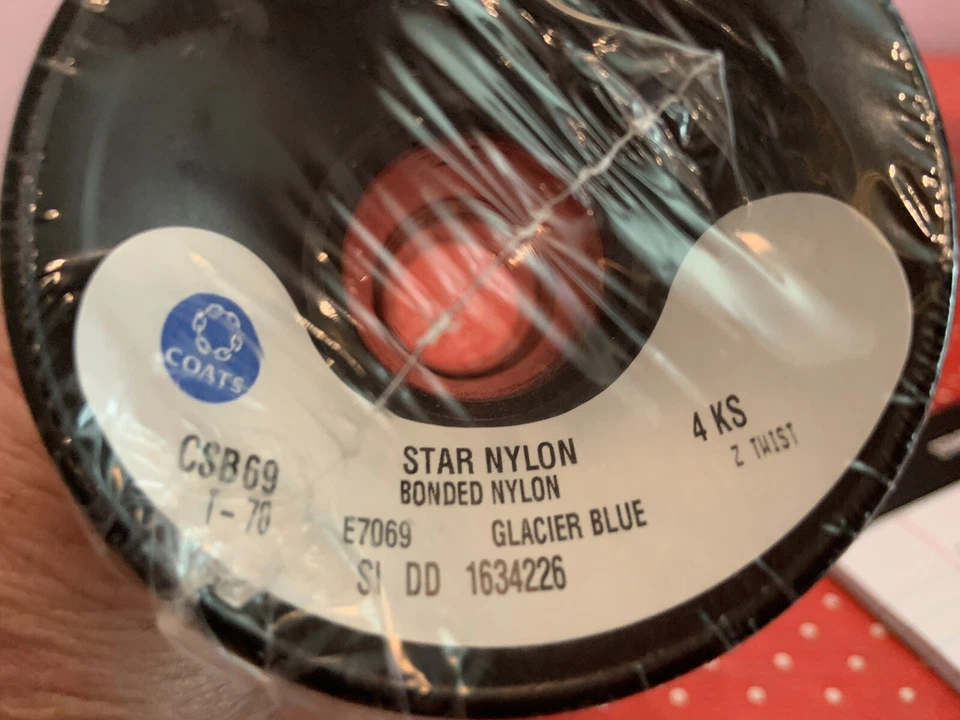 COATS
CSB69
T-70
STAR NYLON
BONDED NYLON
E7069 GLACIER BLUE
SI DD 1634226
4 KS
Z TWIST